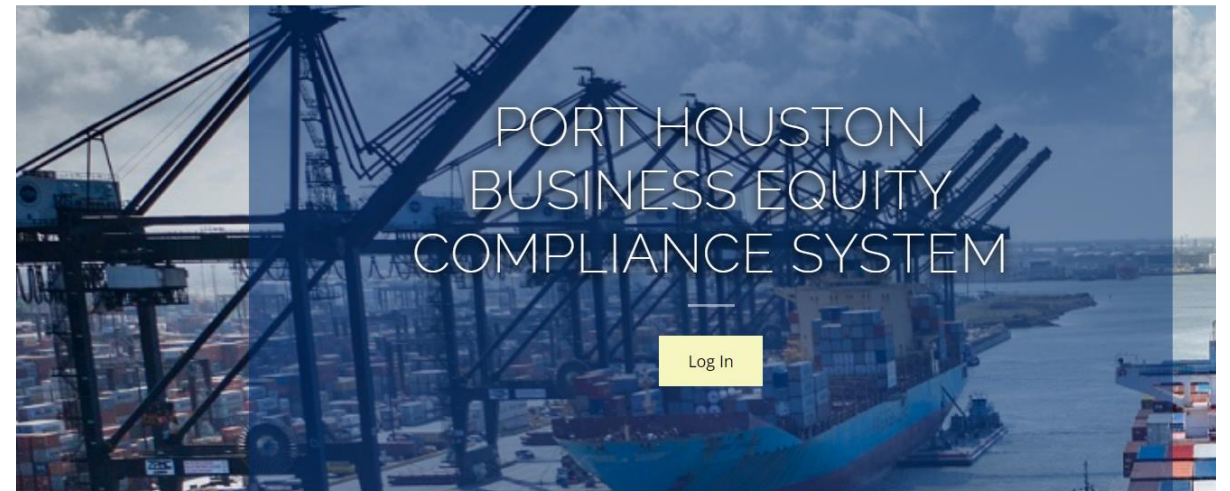 PORT HOUSTON
BUSINESS EQUITY
COMPLIANCE SYSTEM
Log In